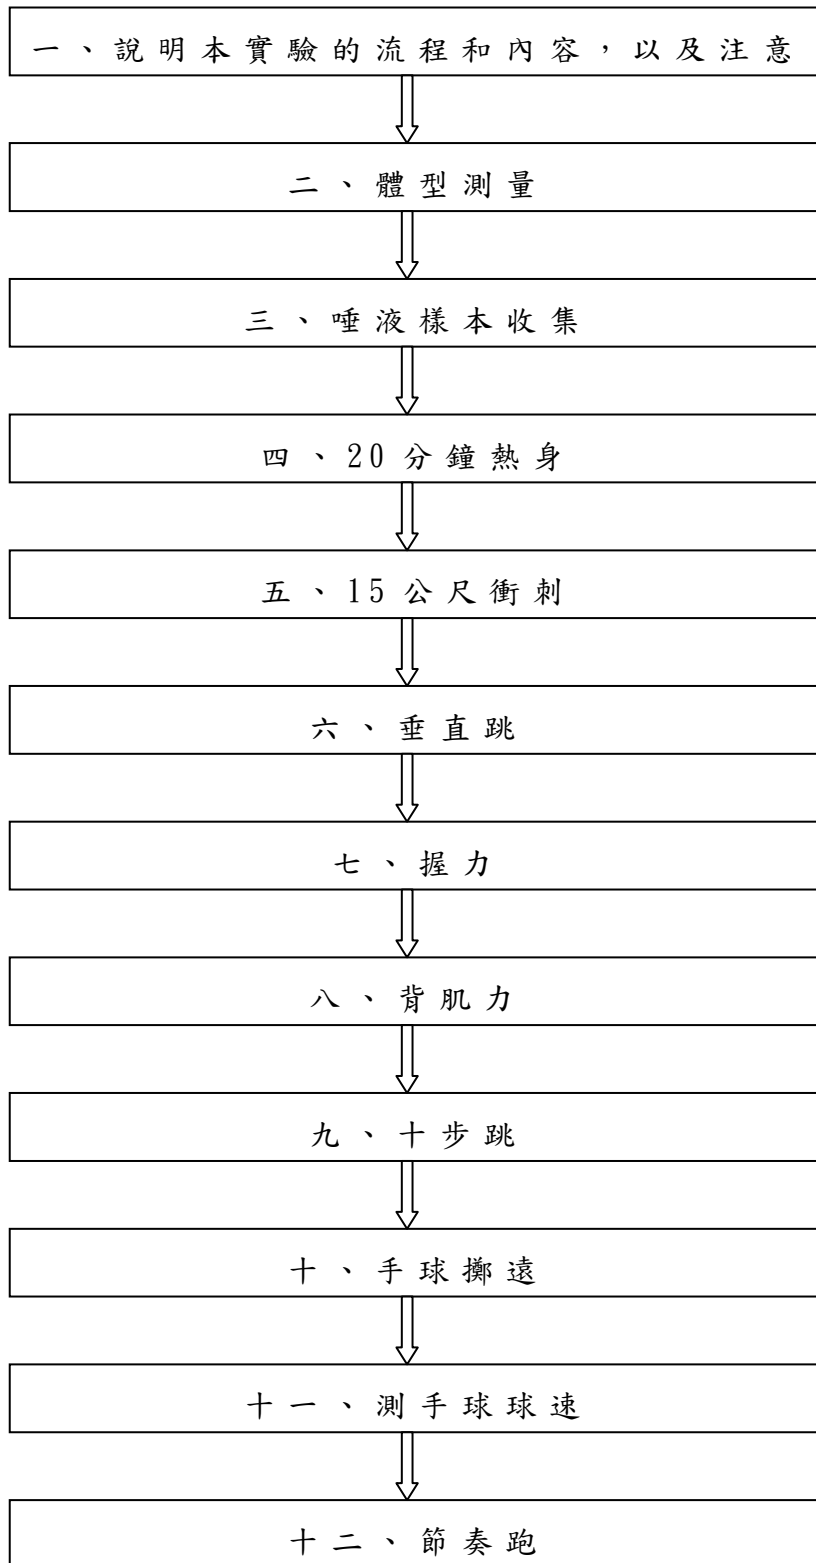 一、說明本實驗的流程和內容，以及注意
二、體型測量
三、唾液樣本收集
四、20分鐘熱身
五、15公尺衝刺
六、垂直跳
七、握力
八、背肌力
九、十步跳
十、手球擲遠
十一、測手球球速
十二、節奏跑